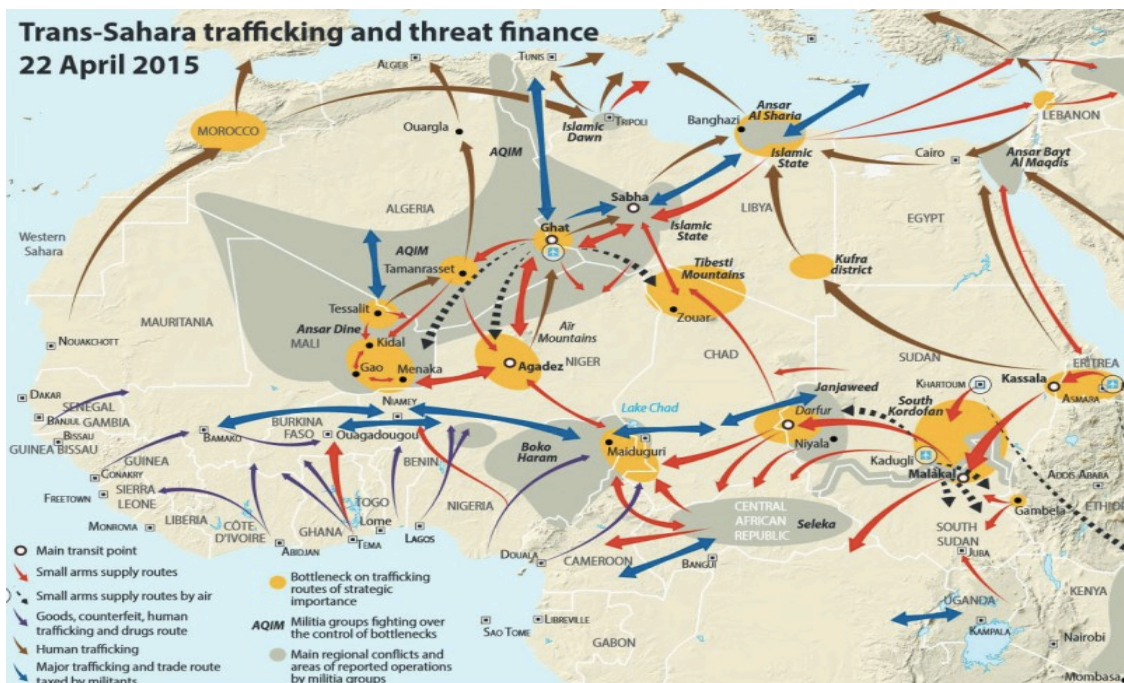 Trans-Sahara trafficking and threat finance
22 April 2015
ALGER
TUNIS
MOROCCO
Ouargla
Islamic
Dawn
TRIPOLI
Banghazi
Ansar
Al Sharia
Islamic
State
LEBANON
Cairo
Ansar Bayt
Al Maqdis
AQIM
ALGERIA
Western
Sahara
Sabha
Ghat
Islamic
State
LIBYA
EGYPT
AQIM
Tamanrasset
Tibesti
Mountains
Kufra
district
Tessalit
Zouar
MAURITANIA
Ansar Dine
MALI
Kidal
Aïr
Mountains
NIGER
CHAD
SUDAN
NOUAKCHOTT
Gao
Menaka
Agadez
ERITREA
KHARTOUM
Kassala
ASMARA
DAKAR
SENEGAL
BANJUL
GAMBIA
BISSAU
GUINEA BISSAU
NIAMEY
Lake Chad
Janjaweed
Darfur
Niyala
South
Kordofan
BAMAKO
BURKINA
FASO
Ouagadougou
Boko
Haram
Maiduguri
Kadugli
Malakal
ADDIS ABABA
GUINEA
CONAKRY
BENIN
FREETOWN
SIERRA
LEONE
NIGERIA
CENTRAL
AFRICAN
REPUBLIC
Seleka
Gambela
ETHIO
MONROVIA
LIBERIA
CÔTE
D'IVOIRE
GHANA
TOGO
Lome
TEMA
LAGOS
ABIDJAN
DOUALA
CAMEROON
BANGUI
SOUTH
SUDAN
JUBA
UGANDA
KAMPALA
KENYA
Nairobi
Mombasa
SAO TOME
LIBREVILLE
GABON
Main transit point
Small arms supply routes
Small arms supply routes by air
Goods, counterfeit, human
trafficking and drugs route
Human trafficking
Major trafficking and trade route
taxed by militants
Bottleneck on trafficking
routes of strategic
importance
AQIM
Militia groups fighting over
the control of bottlenecks
Main regional conflicts and
areas of reported operations
by militia groups